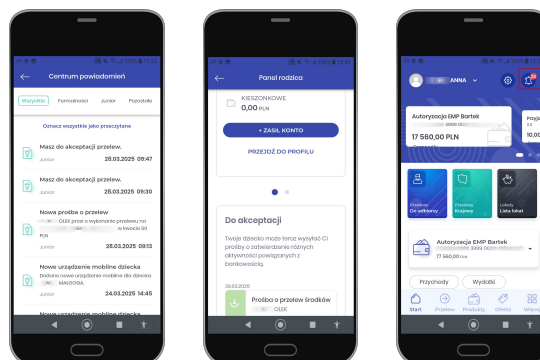 Centrum powiadomień
Wszystkie
Formalności
Junior
Pozostałe
Oznacz wszystkie jako przeczytane
Masz do akceptacji przelew.
Junior
28.03.2025 09:47
Masz do akceptacji przelew.
Junior
28.03.2025 09:30
Nowa prośba o przelew
OLEK prosi o wykonanie przelewu na
w kwocie 50
PLN
Junior
28.03.2025 09:13
Nowe urządzenie mobilne dziecka
Dodano nowe urządzenie mobilne dla dziecka
MAŁGOSIA
Junior
24.03.2025 14:45
Nowe urządzenie mobilne dziecka
Panel rodzica
KIESZONKOWE
0,00 PLN
+ ZASIL KONTO
PRZEJDŹ DO PROFILU
Do akceptacji
Twoje dziecko może teraz wysyłać Ci
prośby o zatwierdzenie różnych
aktywności powiązanych z
bankowością.
28.03.2025
Prośba o przelew środków
OLEK
ANNA
Autoryzacja EMP Bartek
17 560,00 PLN
10,00
Przelewy
Do odbiorcy
Przelewy
Krajowy
Lokaty
Lista lokat
Autoryzacja EMP Bartek
17 560,00 PLN
Przychody
Wydatki
Start
Przelew
Produkty
Oferta
Więcej